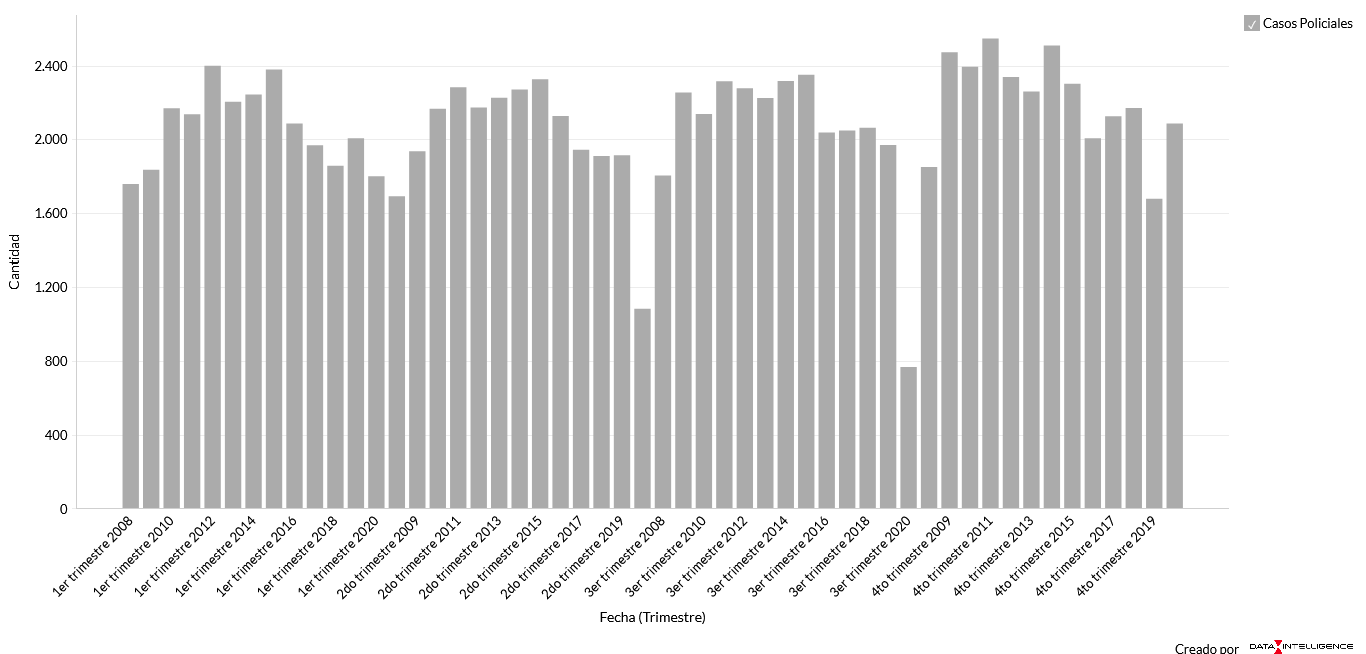 Casos Policiales
2.400
2.000
1.600
1.200
800
400
0
Cantidad
1er trimestre 2008
1er trimestre 2010
1er trimestre 2012
1er trimestre 2014
1er trimestre 2016
1er trimestre 2018
1er trimestre 2020
2do trimestre 2009
2do trimestre 2011
2do trimestre 2013
2do trimestre 2015
2do trimestre 2017
2do trimestre 2019
3er trimestre 2008
3er trimestre 2010
3er trimestre 2012
3er trimestre 2014
3er trimestre 2016
3er trimestre 2018
3er trimestre 2020
4to trimestre 2009
4to trimestre 2011
4to trimestre 2013
4to trimestre 2015
4to trimestre 2017
4to trimestre 2019
Fecha (Trimestre)
Creado por DATA INTELLIGENCE